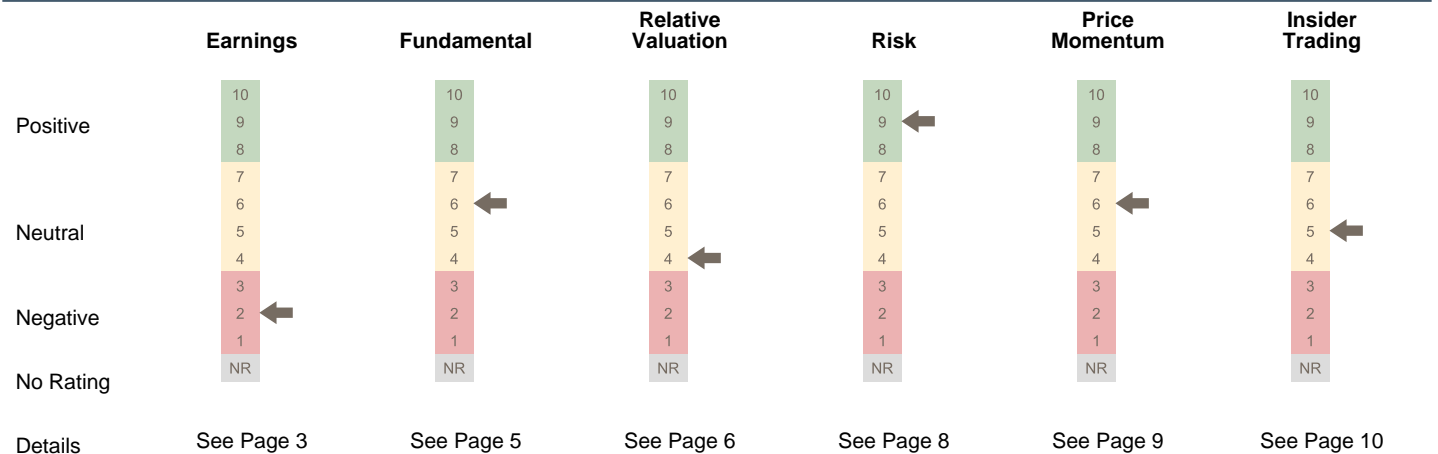 Earnings Fundamental Relative Valuation Risk Price Momentum Insider Trading
10 10 10 10 10 10
Positive 9 9 9 9 9 9
8 8 8 8 8 8
7 7 7 7 7 7
6 6 6 6 6 6
Neutral 5 5 5 5 5 5
4 4 4 4 4 4
3 3 3 3 3 3
Negative 2 2 2 2 2 2
1 1 1 1 1 1
No Rating NR NR NR NR NR NR
Details See Page 3 See Page 5 See Page 6 See Page 8 See Page 9 See Page 10